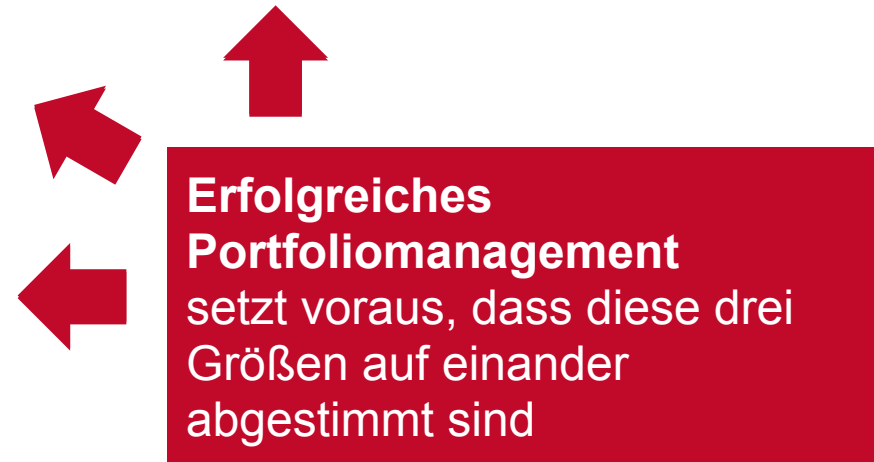 Erfolgreiches
Portfoliomanagement
setzt voraus, dass diese drei
Größen auf einander
abgestimmt sind